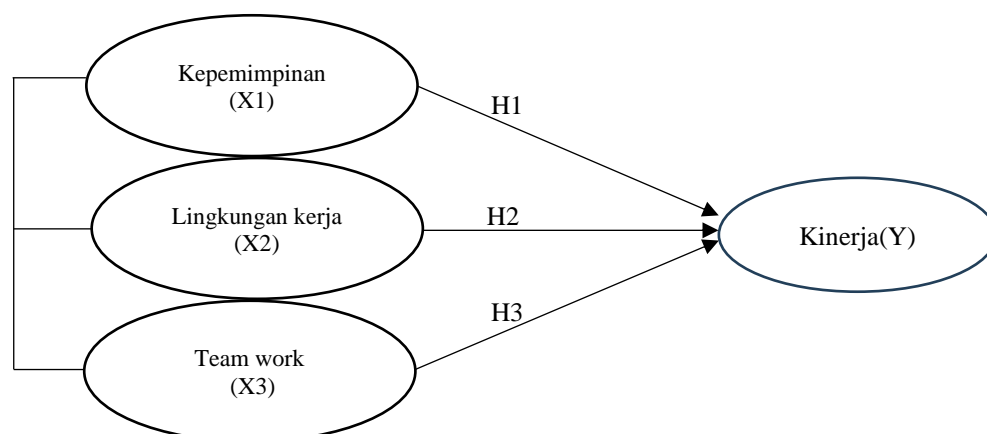 Kepemimpinan
(X1)
H1
Lingkungan kerja
(X2)
H2
Kinerja(Y)
H3
Team work
(X3)